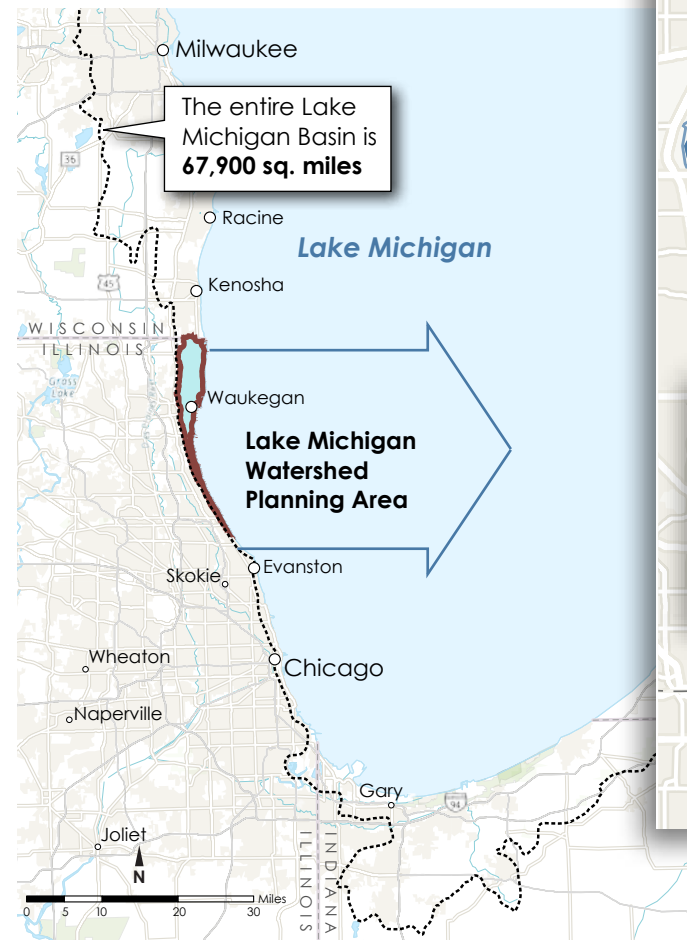 Milwaukee
The entire Lake
Michigan Basin is
67,900 sq. miles
36
Racine
Lake Michigan
45
Kenosha
WISCONSIN
ILLINOIS
Grass
Lake
Waukegan
Lake Michigan
Watershed
Planning Area
Evanston
Skokie
Wheaton
Chicago
Naperville
Gary
94
Joliet
N
ILLINOIS
INDIANA
Miles
0 5 10 20 30